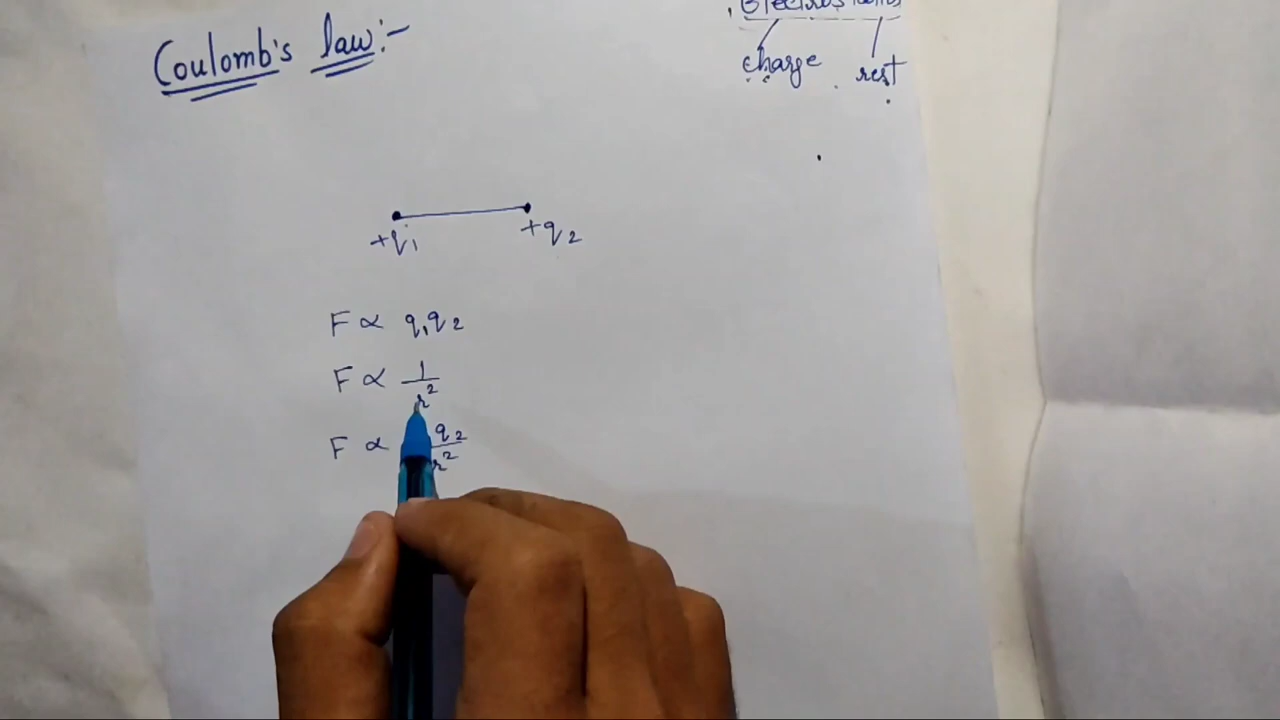 Coulomb's law:-
charge rest
+q₁ +q₂
F ∝ q₁q₂
F ∝ 1/r²
F ∝ q₂/r²